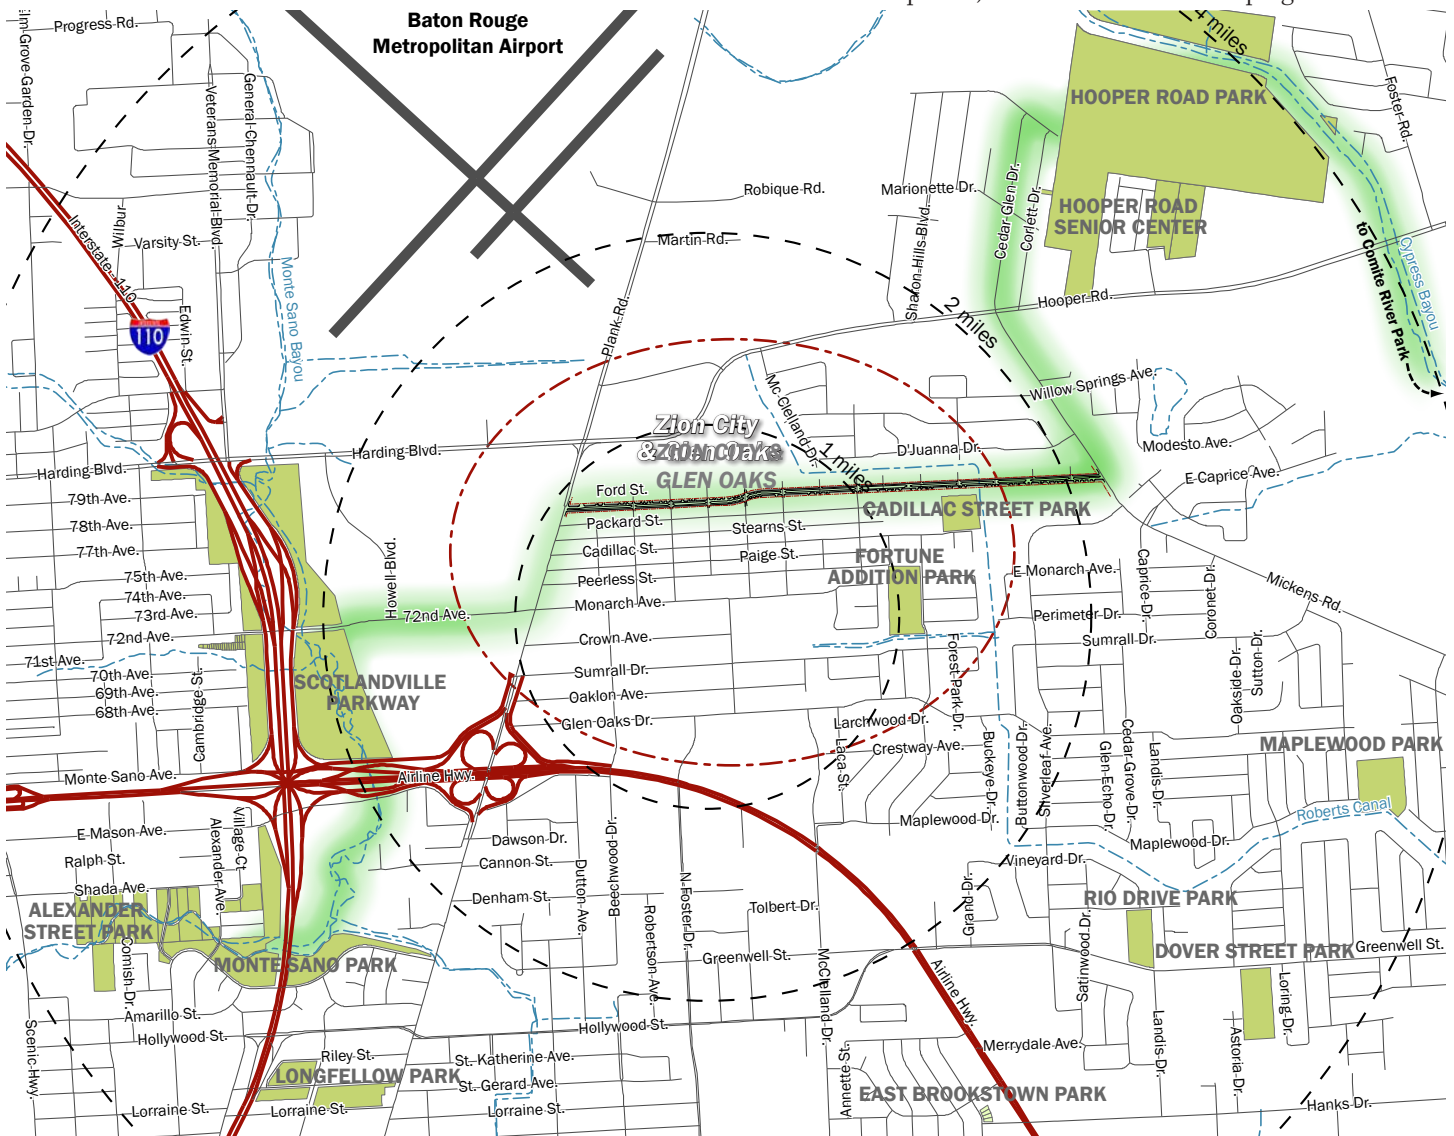 Baton Rouge
Metropolitan Airport
Progress Rd.
Elm-Grove-Garden-Dr.
Veterans-Memorial-Blvd.
General-Chennault-Dr.
4 miles
HOOPER ROAD PARK
Foster-Rd.
Robique-Rd.
Marionette Dr.
Cedar-Glen-Dr.
Corlett-Dr.
HOOPER ROAD
SENIOR CENTER
Wilbur
Varsity-St.
Interstate--110
Martin-Rd.
Sharon-Hills-Blvd.
to Comite River Park
Cypress Bayou
Monte Sano Bayou
110
Edwin-St.
Plank-Rd.
Hooper-Rd.
2 miles
Willow-Springs-Ave.
Mc-Clelland-Dr.
Zion City
& Glen Oaks
ZION CITY &
GLEN OAKS
D'Juanna-Dr.
1 miles
Modesto-Ave.
Harding-Blvd.
Harding-Blvd.
E-Caprice-Ave.
79th-Ave.
Ford St.
CADILLAC STREET PARK
78th-Ave.
Packard St.
Stearns-St.
77th-Ave.
Cadillac-St.
Paige-St.
FORTUNE
ADDITION PARK
75th-Ave.
Peerless-St.
E-Monarch-Ave.
Caprice-Dr.
Coronet-Dr.
Mickens-Rd.
74th-Ave.
Howell-Blvd.
Monarch-Ave.
73rd-Ave.
72nd-Ave.
Perimeter-Dr.
72nd-Ave.
Crown-Ave.
Sumrall-Dr.
71st-Ave.
70th-Ave.
Sumrall-Dr.
Forest-Park-Dr.
Oakside-Dr.
Sutton-Dr.
69th-Ave.
SCOTLANDVILLE
PARKWAY
Oaklon-Ave.
68th-Ave.
Cambridge-St.
Glen-Oaks-Dr.
Larchwood-Dr.
Crestway-Ave.
Laca-St.
Buckeye-Dr.
Buttonwood-Dr.
Silverleaf-Ave.
Glen-Echo-Dr.
Cedar-Grove-Dr.
Landis-Dr.
MAPLEWOOD PARK
Monte-Sano-Ave.
Airline-Hwy.
Roberts Canal
E-Mason-Ave.
Village-Ct
Alexander-Ave.
Dawson-Dr.
Beechwood-Dr.
Maplewood-Dr.
Maplewood-Dr.
Ralph-St.
Cannon-St.
Dutton-Ave.
Vineyard-Dr.
Shada-Ave.
Denham-St.
N-Foster-Dr.
Tolbert-Dr.
Grand-Dr.
RIO DRIVE PARK
ALEXANDER
STREET PARK
Robertson-Ave.
Satinwood-Dr.
DOVER STREET PARK
Greenwell-St.
MONTE SANO PARK
Greenwell-St.
McClelland-Dr.
Airline-Hwy.
Comish-Dr.
Loring-Dr.
Amarillo-St.
Scenic-Hwy.
Hollywood-St.
Hollywood-St.
Landis-Dr.
Astoria-Dr.
Riley-St.
St.-Katherine-Ave.
Merrydale-Ave.
Annette-St.
LONGFELLOW PARK
St.-Gerard-Ave.
EAST BROOKSTOWN PARK
Lorraine-St.
Lorraine-St.
Lorraine-St.
Hanks-Dr.